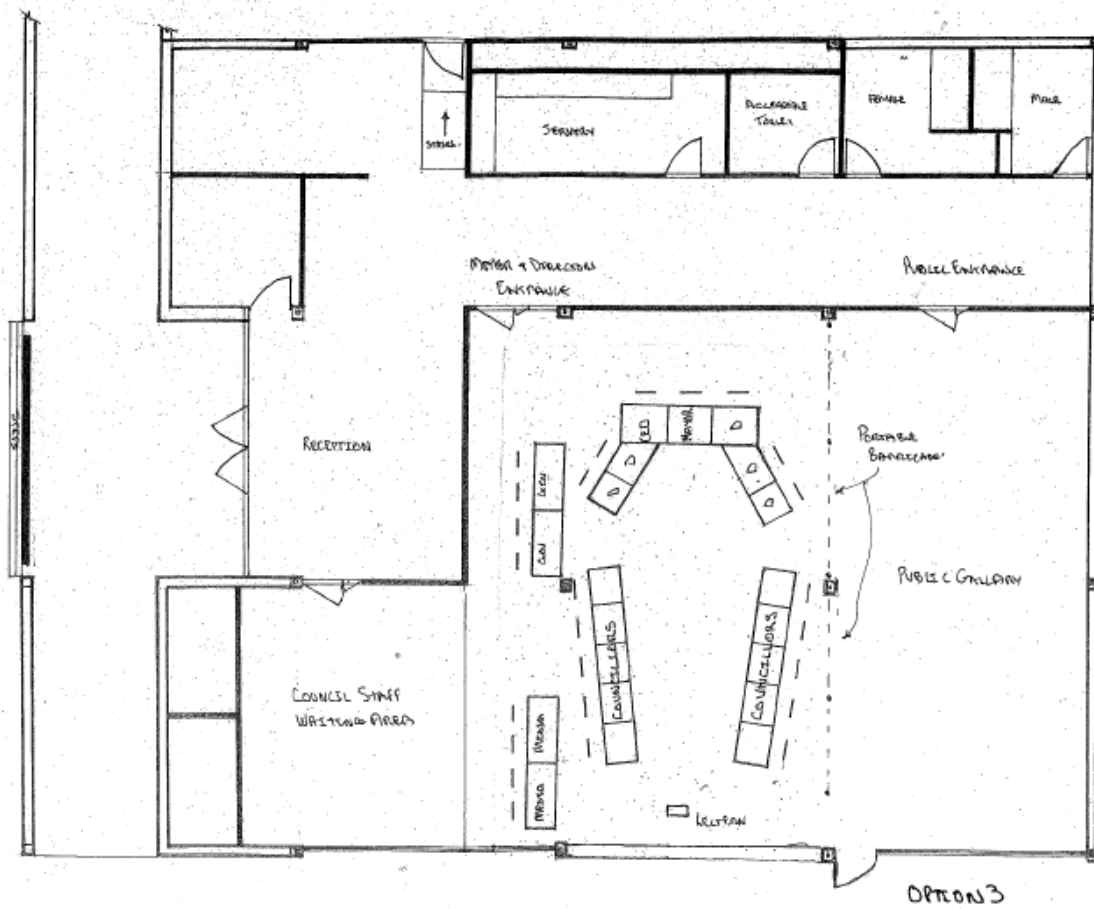 STAIRS
SERVERY
ACCESSIBLE
TOILET
FEMALE
MALE
MAYOR + DIRECTORS
ENTRANCE
PUBLIC ENTRANCE
CEO
MAYOR
D
D
D
D
D
RECEPTION
PORTABLE
BARRICADE
PUBLIC GALLERY
COUNCILLORS
COUNCILLORS
COUNCIL STAFF
WAITING AREA
MEDIA
MEDIA
LECTERN
OPTION 3